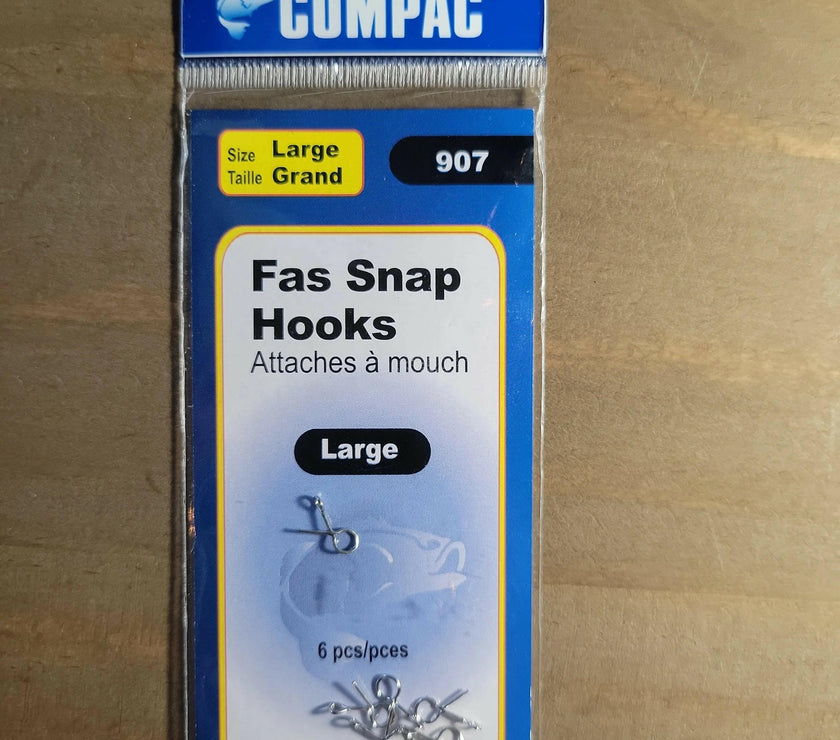 COMPAC
Size Large
Taille Grand
907
Fas Snap
Hooks
Attaches à mouch
Large
6 pcs/pces